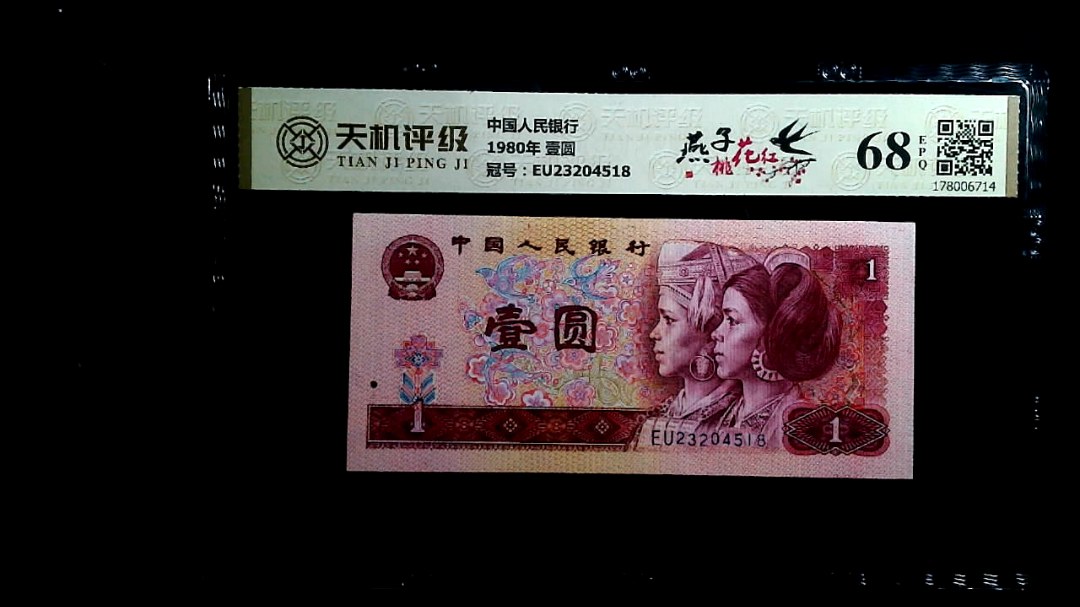 天机评级
TIAN JI PING JI
中国人民银行
1980年 壹圆
冠号：EU23204518
燕子
桃花红
68
EPQ
178006714
中国人民银行
1
壹圆
1
EU23204518
1